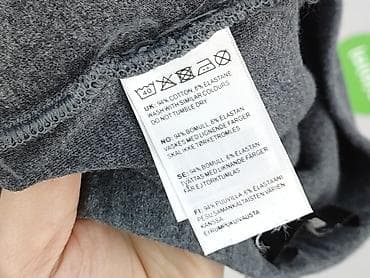 40
UK: 94% COTTON, 6% ELASTANE
WASH WITH SIMILAR COLOURS
DO NOT TUMBLE DRY
NO: 94% BOMULL, 6% ELASTAN
VASKES MED LIGNENDE FARGER
SKAL IKKE TØRKETROMLES
SE: 94% BOMULL, 6% ELASTAN
TVÄTTAS MED LIKNANDE FÄRGER
FÅR EJ TORKTUMLAS
FI: 94% PUUVILLA, 6% ELASTAANI
PESU SAMANKALTAISTEN VÄRIEN
KANSSA
EI RUMPUKUIVAUSTA